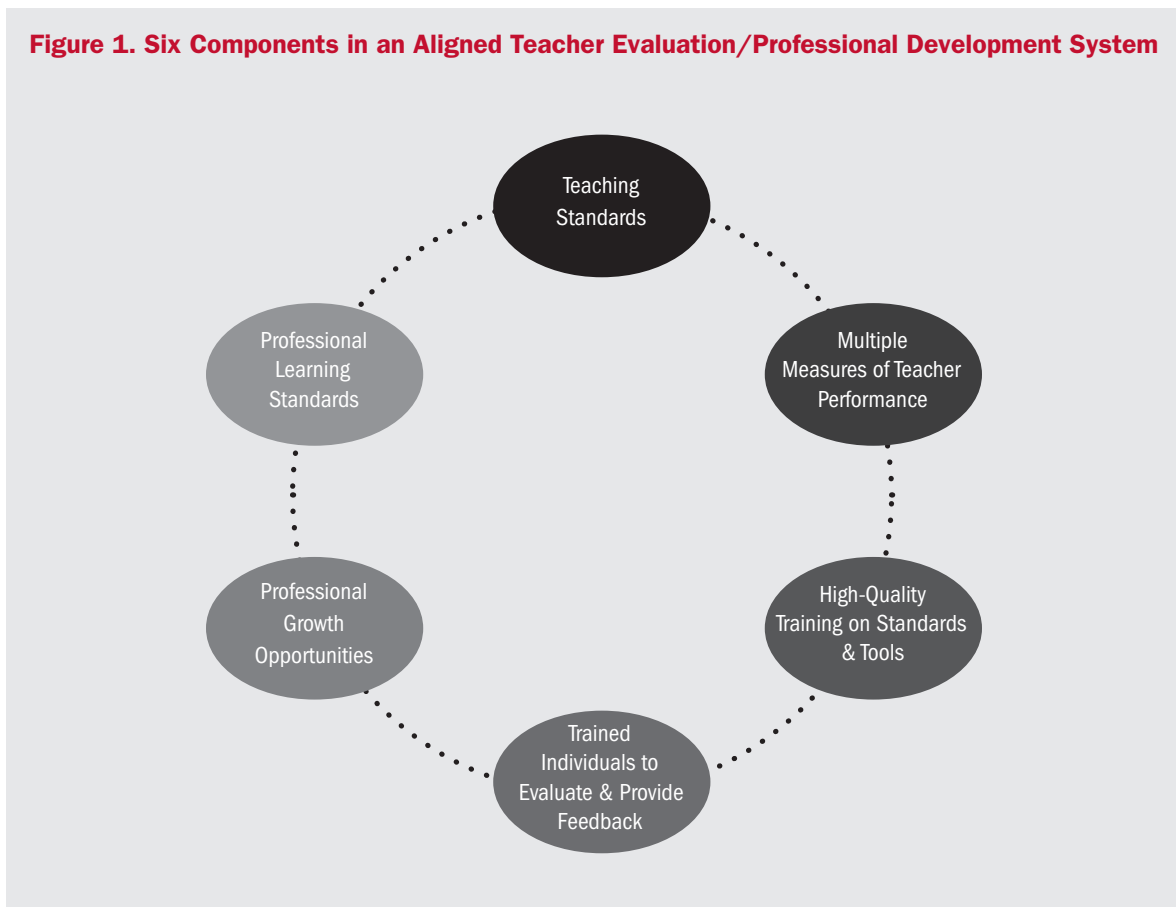 Figure 1. Six Components in an Aligned Teacher Evaluation/Professional Development System
Teaching
Standards
Multiple
Measures of Teacher
Performance
High-Quality
Training on Standards
& Tools
Trained
Individuals to
Evaluate & Provide
Feedback
Professional
Growth
Opportunities
Professional
Learning
Standards